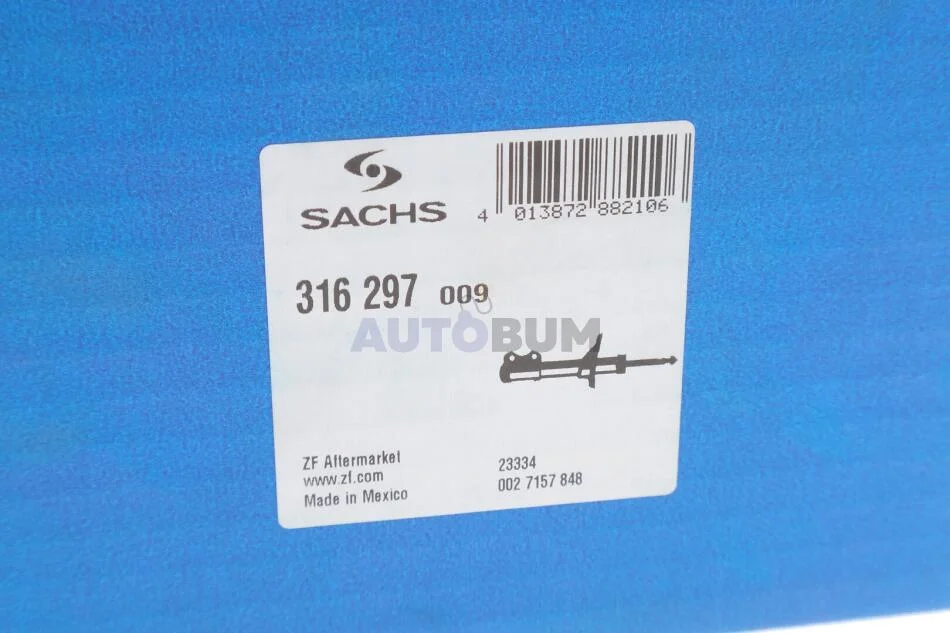 SACHS
4 013872 882106
316 297 009
AUTOBUM
ZF Aftermarket
www.zf.com
Made in Mexico
23334
002 7157 848